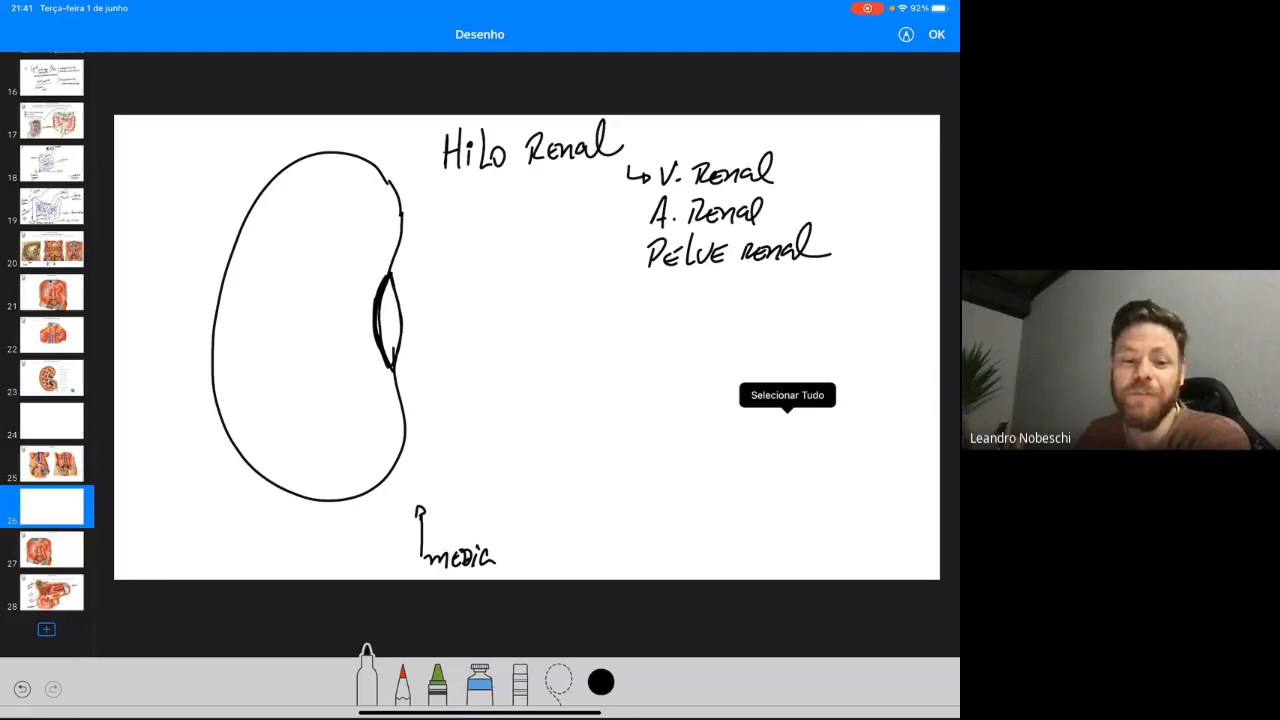 21:41 Terça-feira 1 de junho
92%
Desenho
OK
16
17
18
19
20
21
22
23
24
25
26
27
28
HiLo Renal
V. Renal
A. Renal
PÉLVE Renal
Selecionar Tudo
meDia
Leandro Nobeschi